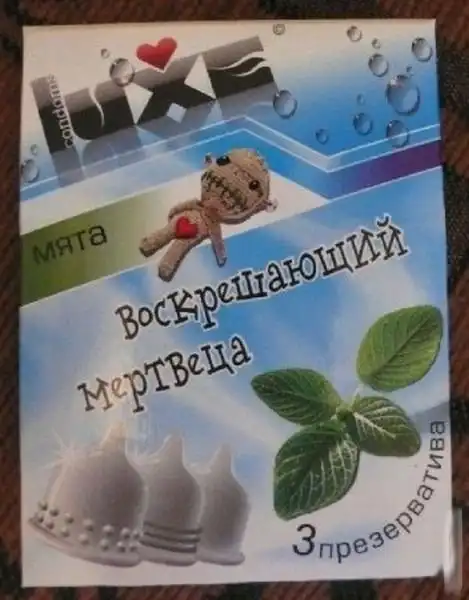 ©
condoms
luxe
мята
Воскрешающий
мертвеца
3 презерватива